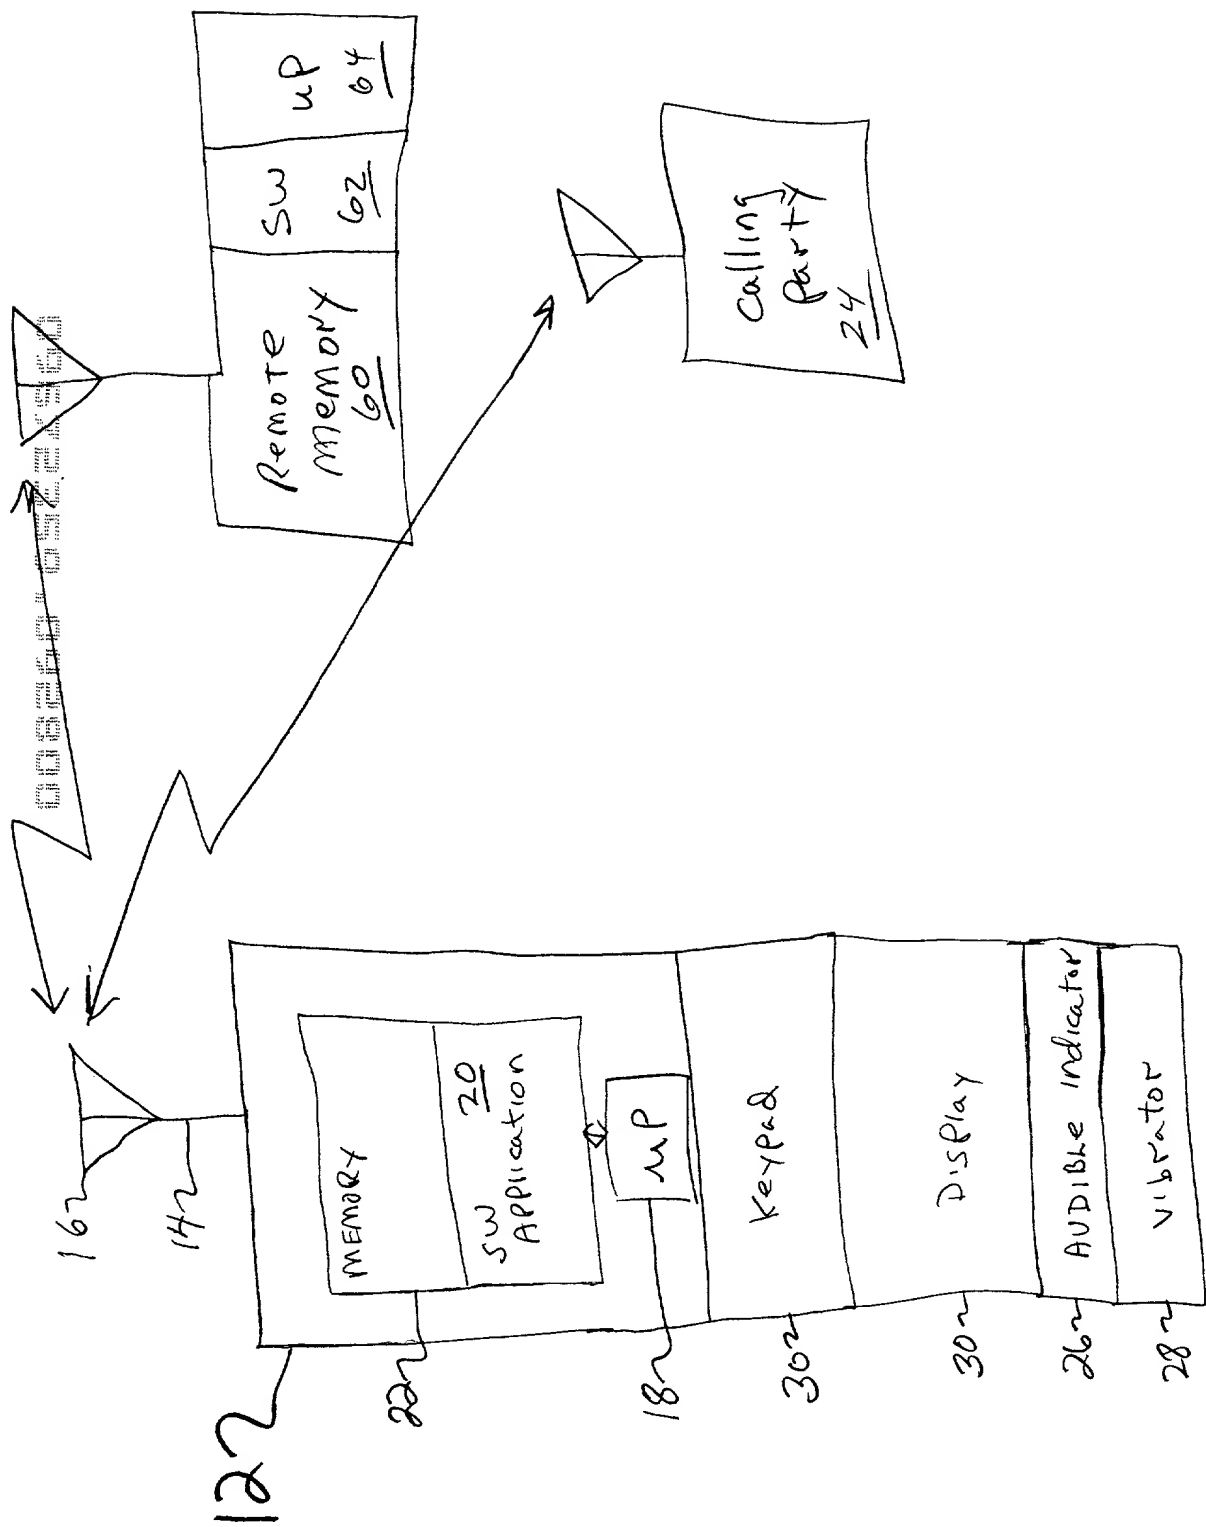 16
14
12
22
MEMORY
SW
APPlication
20
18
uP
30
Keypad
30
Display
26
AUDIBLE Indicator
28
Vibrator
Remote
Memory
60
SW
62
uP
64
Calling
Party
24